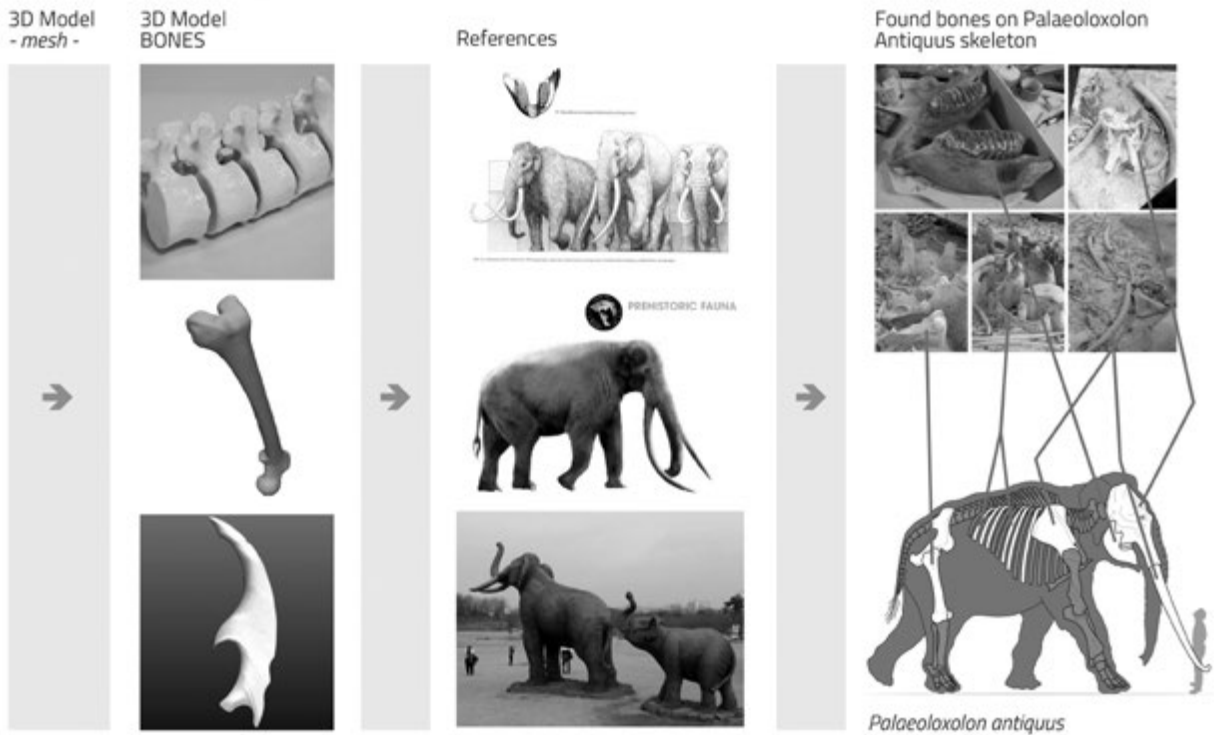 3D Model
- mesh -
3D Model
BONES
References
PREHISTORIC FAUNA
Found bones on Palaeoloxolon
Antiquus skeleton
Palaeoloxolon antiquus